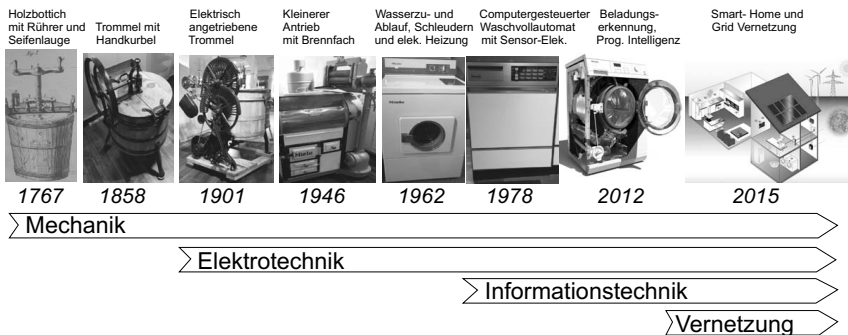 Holzbottich
mit Rührer und
Seifenlauge
Trommel mit
Handkurbel
Elektrisch
angetriebene
Trommel
Kleinerer
Antrieb
mit Brennfach
Wasserzu- und
Ablauf, Schleudern
und elek. Heizung
Computergesteuerter
Waschvollautomat
mit Sensor-Elek.
Beladungs-
erkennung,
Prog. Intelligenz
Smart- Home und
Grid Vernetzung
Miele
Miele
1767
1858
1901
1946
1962
1978
2012
2015
Mechanik
Elektrotechnik
Informationstechnik
Vernetzung